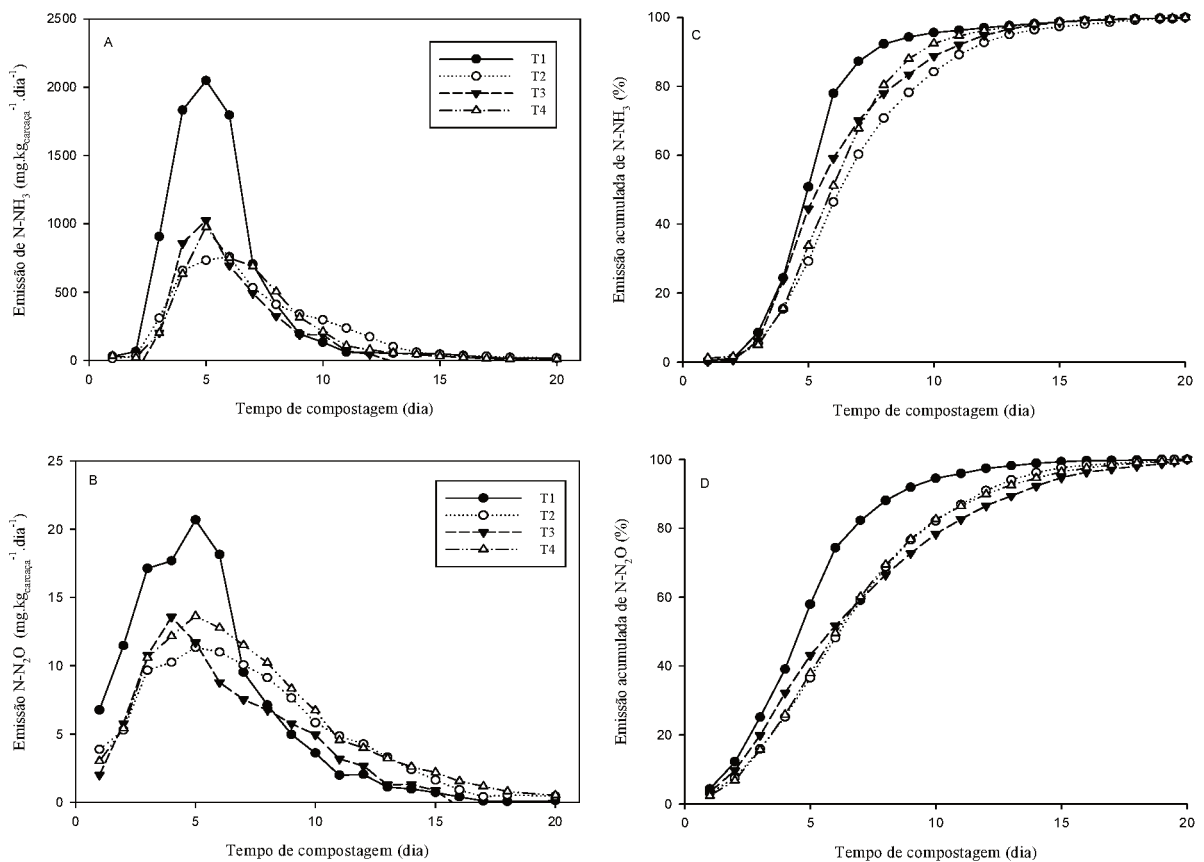 A
Emissão de N-NH₃ (mg.kg_carcaça⁻¹.dia⁻¹)
2500
2000
1500
1000
500
0
T1
T2
T3
T4
0 5 10 15 20
Tempo de compostagem (dia)
C
Emissão acumulada de N-NH₃ (%)
100
80
60
40
20
0
0 5 10 15 20
Tempo de compostagem (dia)
B
Emissão N-N₂O (mg.kg_carcaça⁻¹.dia⁻¹)
25
20
15
10
5
0
T1
T2
T3
T4
0 5 10 15 20
Tempo de compostagem (dia)
D
Emissão acumulada de N-N₂O (%)
100
80
60
40
20
0
0 5 10 15 20
Tempo de compostagem (dia)